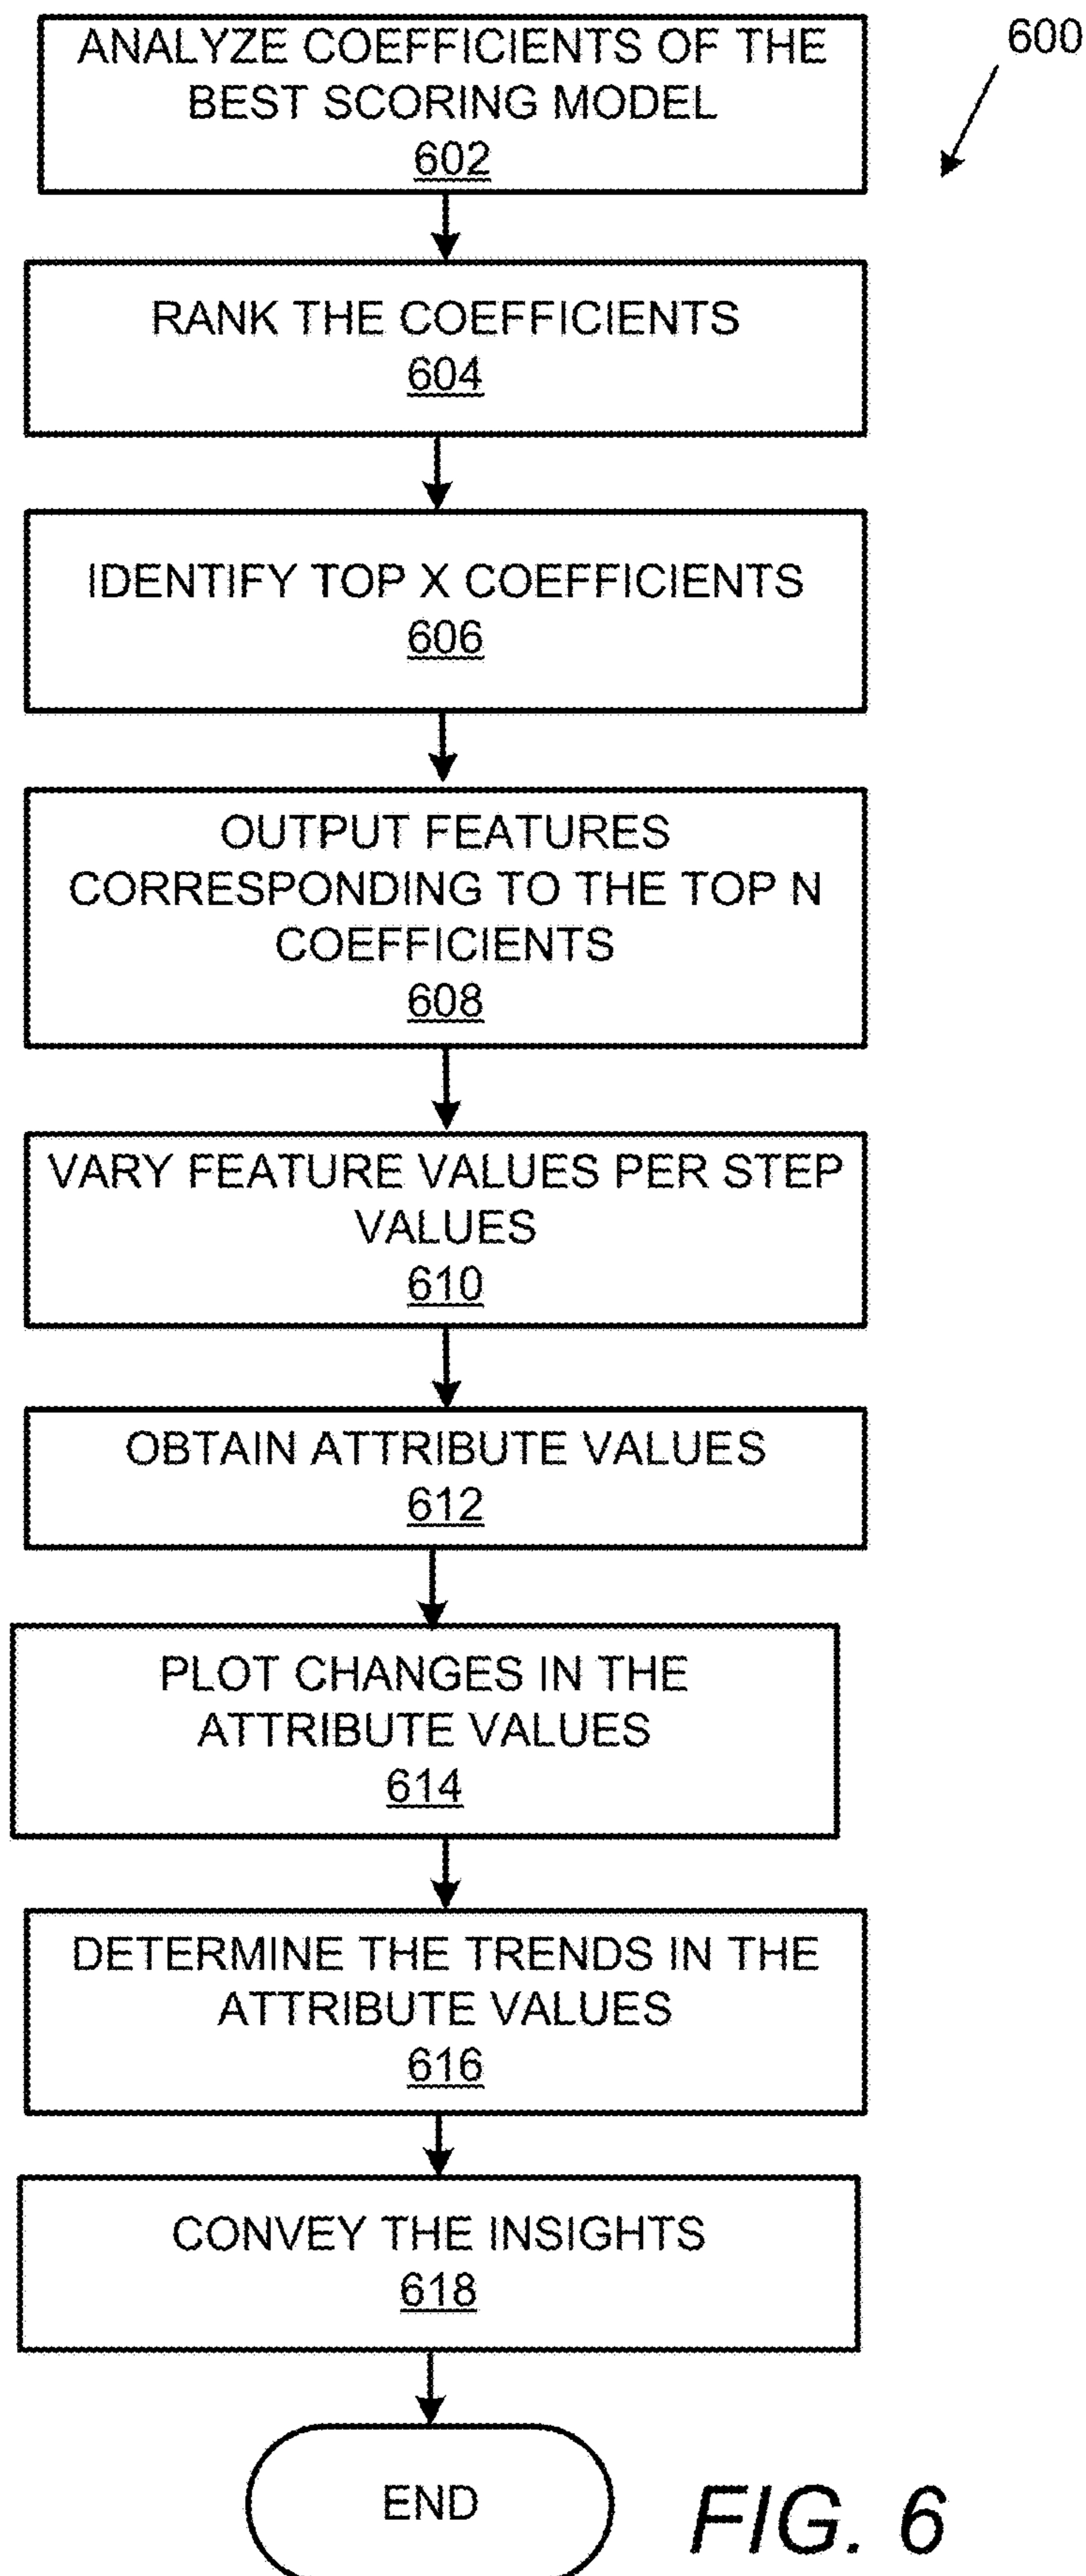 600
ANALYZE COEFFICIENTS OF THE
BEST SCORING MODEL
602
RANK THE COEFFICIENTS
604
IDENTIFY TOP X COEFFICIENTS
606
OUTPUT FEATURES
CORRESPONDING TO THE TOP N
COEFFICIENTS
608
VARY FEATURE VALUES PER STEP
VALUES
610
OBTAIN ATTRIBUTE VALUES
612
PLOT CHANGES IN THE
ATTRIBUTE VALUES
614
DETERMINE THE TRENDS IN THE
ATTRIBUTE VALUES
616
CONVEY THE INSIGHTS
618
END
FIG. 6